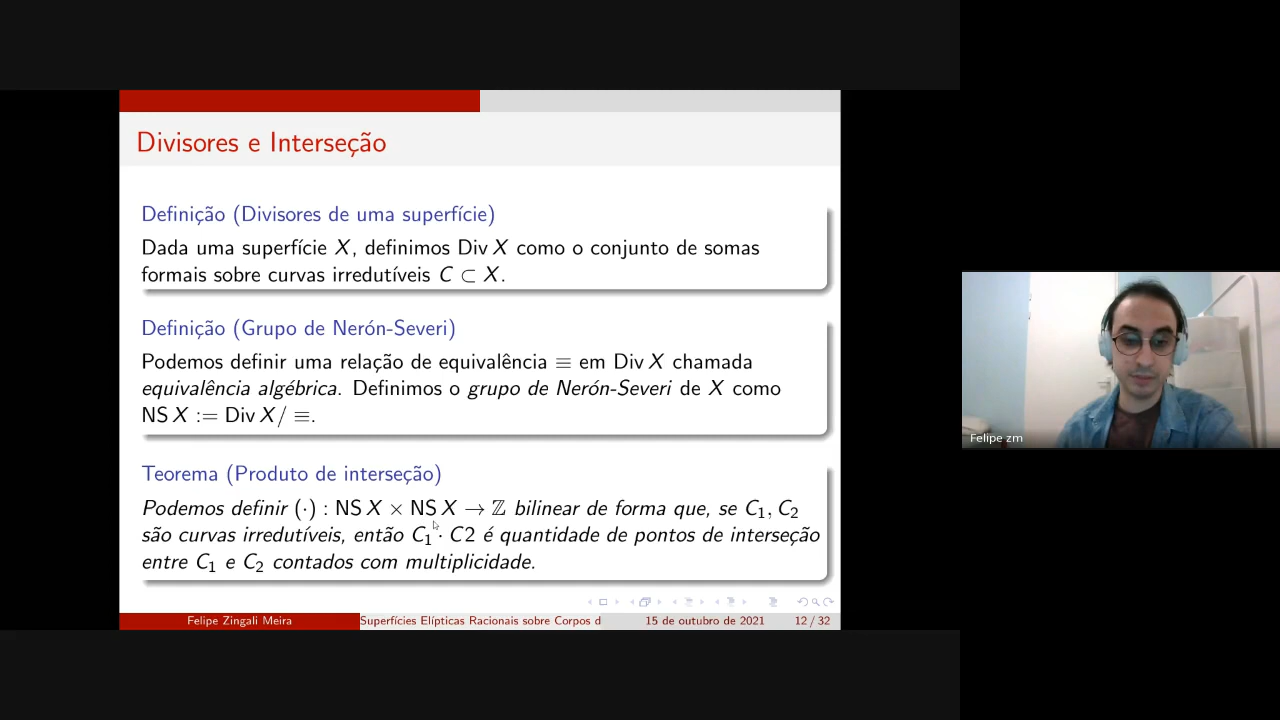 Divisores e Interseção
Definição (Divisores de uma superfície)
Dada uma superfície X, definimos Div X como o conjunto de somas
formais sobre curvas irredutíveis C ⊂ X.
Definição (Grupo de Nerón-Severi)
Podemos definir uma relação de equivalência ≡ em Div X chamada
equivalência algébrica. Definimos o grupo de Nerón-Severi de X como
NS X := Div X/ ≡.
Teorema (Produto de interseção)
Podemos definir (·) : NS X × NS X → ℤ bilinear de forma que, se C₁, C₂
são curvas irredutíveis, então C₁ · C2 é quantidade de pontos de interseção
entre C₁ e C₂ contados com multiplicidade.
Felipe Zingali Meira
Superfícies Elípticas Racionais sobre Corpos d
15 de outubro de 2021
12 / 32
Felipe zm